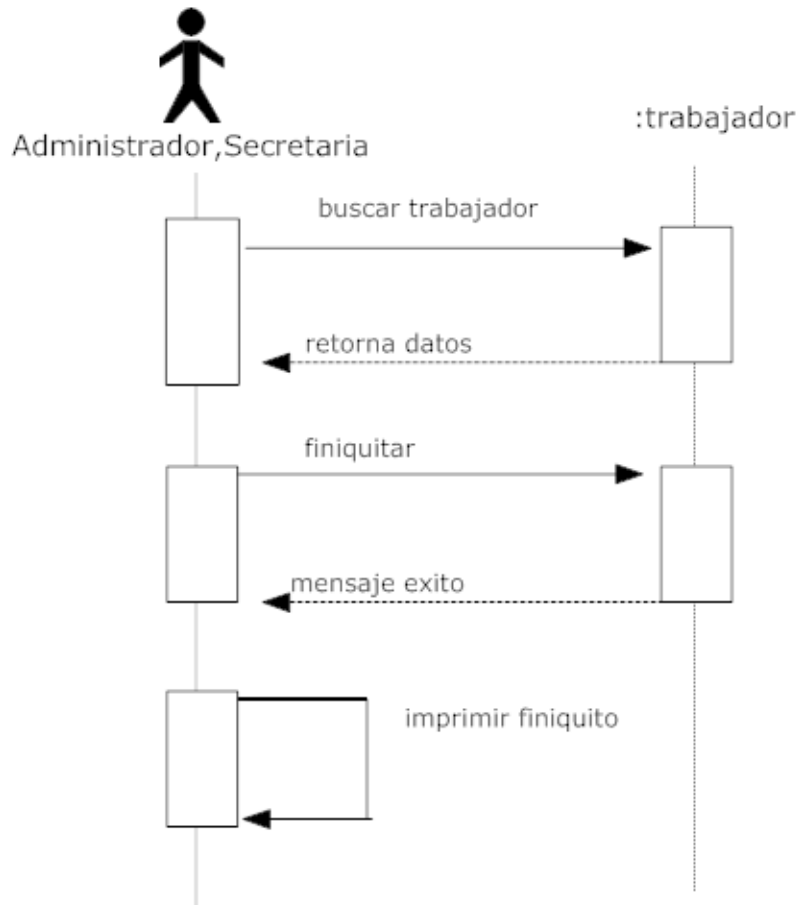 :trabajador
Administrador,Secretaria
buscar trabajador
retorna datos
finiquitar
mensaje exito
imprimir finiquito